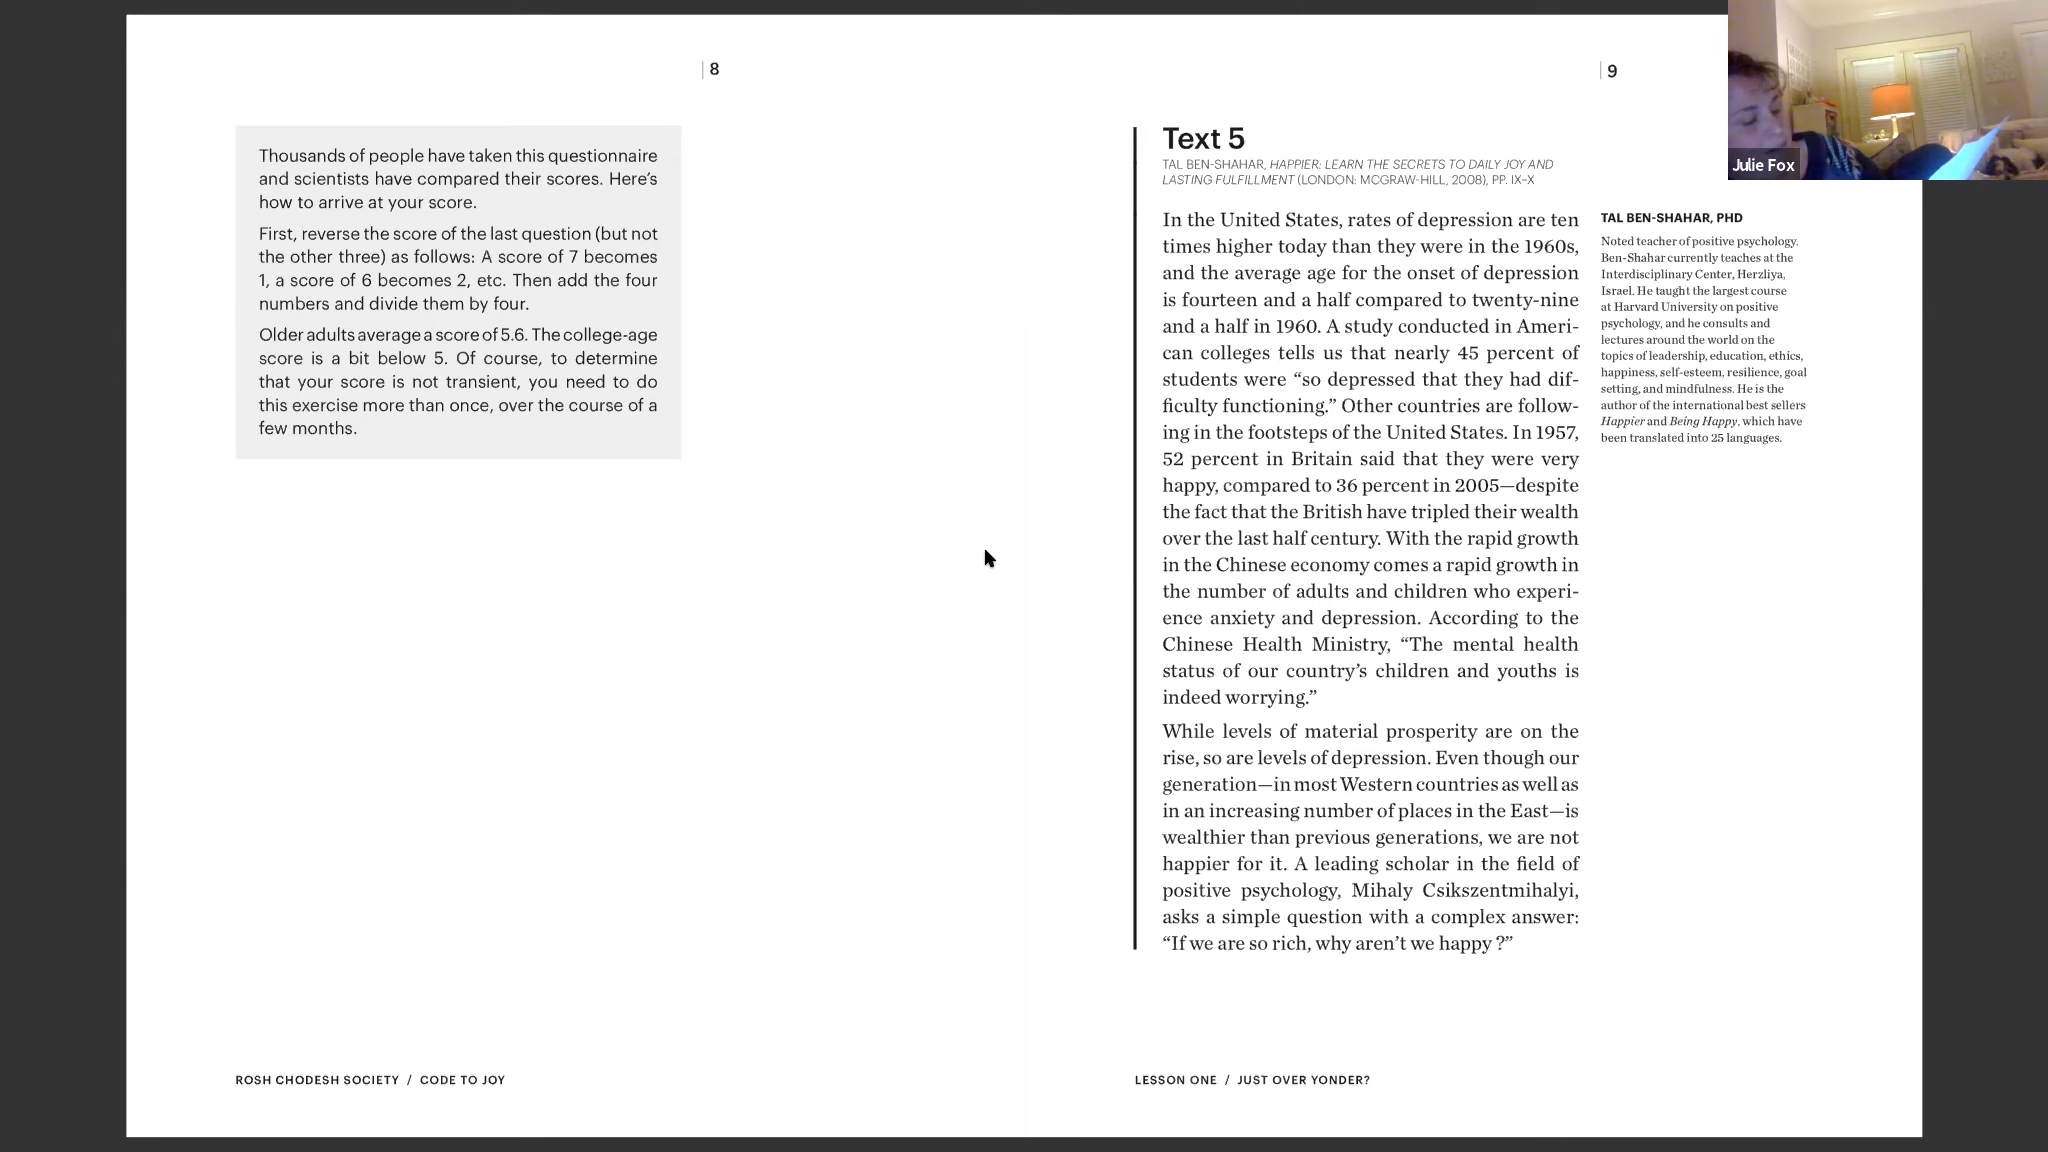 8
Thousands of people have taken this questionnaire
and scientists have compared their scores. Here's
how to arrive at your score.
First, reverse the score of the last question (but not
the other three) as follows: A score of 7 becomes
1, a score of 6 becomes 2, etc. Then add the four
numbers and divide them by four.
Older adults average a score of 5.6. The college-age
score is a bit below 5. Of course, to determine
that your score is not transient, you need to do
this exercise more than once, over the course of a
few months.
ROSH CHODESH SOCIETY / CODE TO JOY
9
Text 5
TAL BEN-SHAHAR, HAPPIER: LEARN THE SECRETS TO DAILY JOY AND
LASTING FULFILLMENT (LONDON: MCGRAW-HILL, 2008), PP. IX–X
In the United States, rates of depression are ten
times higher today than they were in the 1960s,
and the average age for the onset of depression
is fourteen and a half compared to twenty-nine
and a half in 1960. A study conducted in Ameri-
can colleges tells us that nearly 45 percent of
students were “so depressed that they had dif-
ficulty functioning.” Other countries are follow-
ing in the footsteps of the United States. In 1957,
52 percent in Britain said that they were very
happy, compared to 36 percent in 2005—despite
the fact that the British have tripled their wealth
over the last half century. With the rapid growth
in the Chinese economy comes a rapid growth in
the number of adults and children who experi-
ence anxiety and depression. According to the
Chinese Health Ministry, “The mental health
status of our country’s children and youths is
indeed worrying.”
While levels of material prosperity are on the
rise, so are levels of depression. Even though our
generation—in most Western countries as well as
in an increasing number of places in the East—is
wealthier than previous generations, we are not
happier for it. A leading scholar in the field of
positive psychology, Mihaly Csikszentmihalyi,
asks a simple question with a complex answer:
“If we are so rich, why aren’t we happy ?”
TAL BEN-SHAHAR, PHD
Noted teacher of positive psychology.
Ben-Shahar currently teaches at the
Interdisciplinary Center, Herzliya,
Israel. He taught the largest course
at Harvard University on positive
psychology, and he consults and
lectures around the world on the
topics of leadership, education, ethics,
happiness, self-esteem, resilience, goal
setting, and mindfulness. He is the
author of the international best sellers
Happier and Being Happy, which have
been translated into 25 languages.
LESSON ONE / JUST OVER YONDER?
Julie Fox